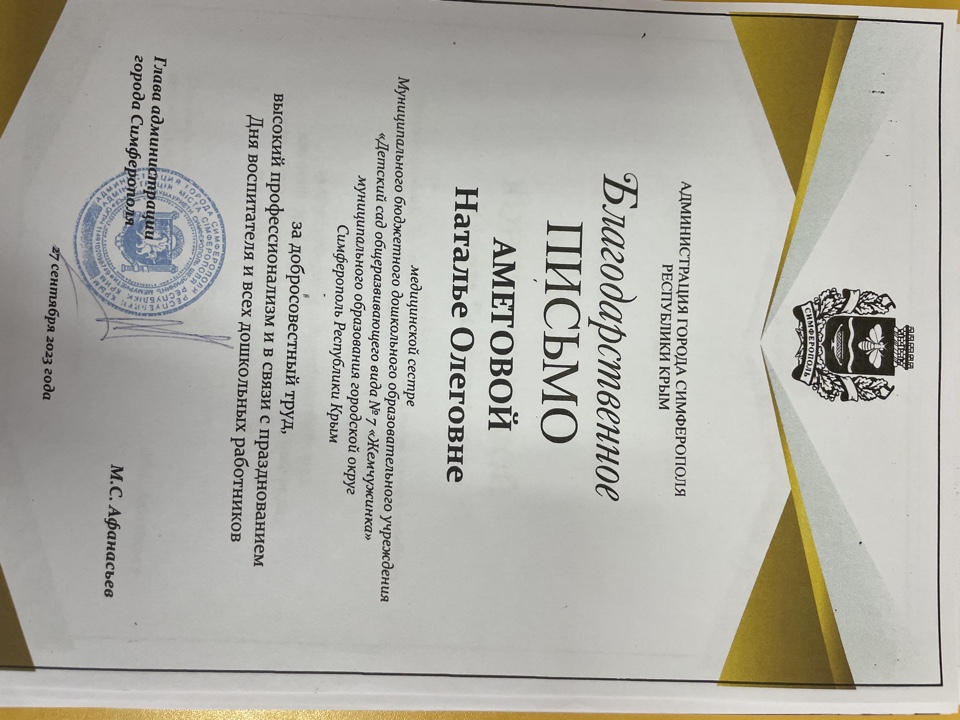 СИМФЕРОПОЛЬ
АДМИНИСТРАЦИЯ ГОРОДА СИМФЕРОПОЛЯ
РЕСПУБЛИКИ КРЫМ
Благодарственное
ПИСЬМО
АМЕТОВОЙ
Наталье Олеговне
медицинской сестре
Муниципального бюджетного дошкольного образовательного учреждения
«Детский сад общеразвивающего вида № 7 «Жемчужинка»
муниципального образования городской округ
Симферополь Республики Крым
за добросовестный труд,
высокий профессионализм и в связи с празднованием
Дня воспитателя и всех дошкольных работников
Глава администрации
города Симферополя
М.С. Афанасьев
27 сентября 2023 года